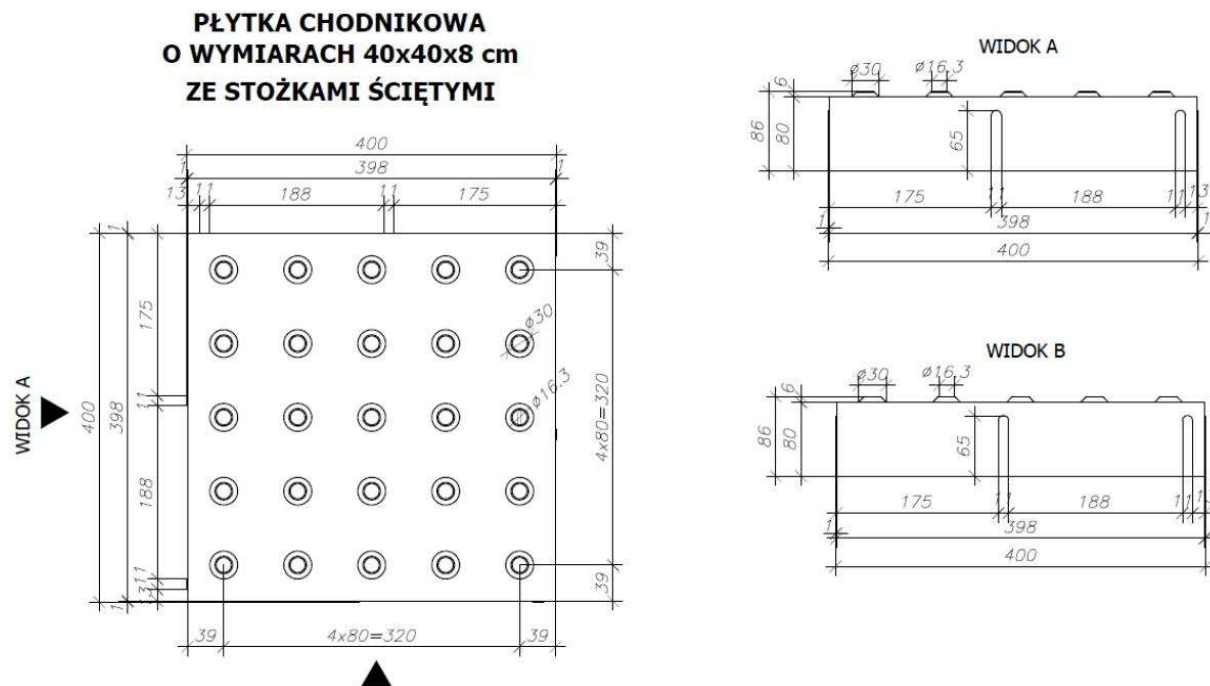 PŁYTKA CHODNIKOWA
O WYMIARACH 40x40x8 cm
ZE STOŻKAMI ŚCIĘTYMI
400
1 398 1
13 11 188 11 175
1
39
175
ø30
11
ø16,3
WIDOK A
400
398
4x80=320
188
11
13
1
39
39 4x80=320 39
WIDOK A
ø30 ø16,3
6
86
80
65
175 11 188 11 13
1 398 1
400
WIDOK B
ø30 ø16,3
6
86
80
65
175 11 188 11
1 398
400